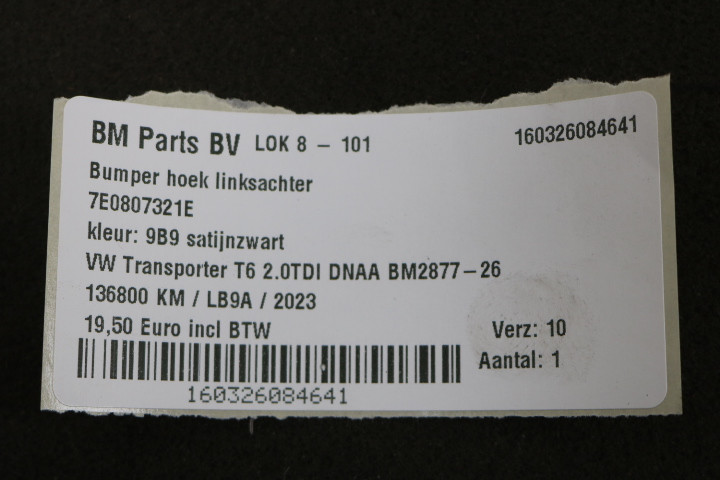 BM Parts BV LOK 8 - 101 160326084641
Bumper hoek linksachter
7E0807321E
kleur: 9B9 satijnzwart
VW Transporter T6 2.0TDI DNAA BM2877-26
136800 KM / LB9A / 2023
19,50 Euro incl BTW Verz: 10
Aantal: 1
160326084641